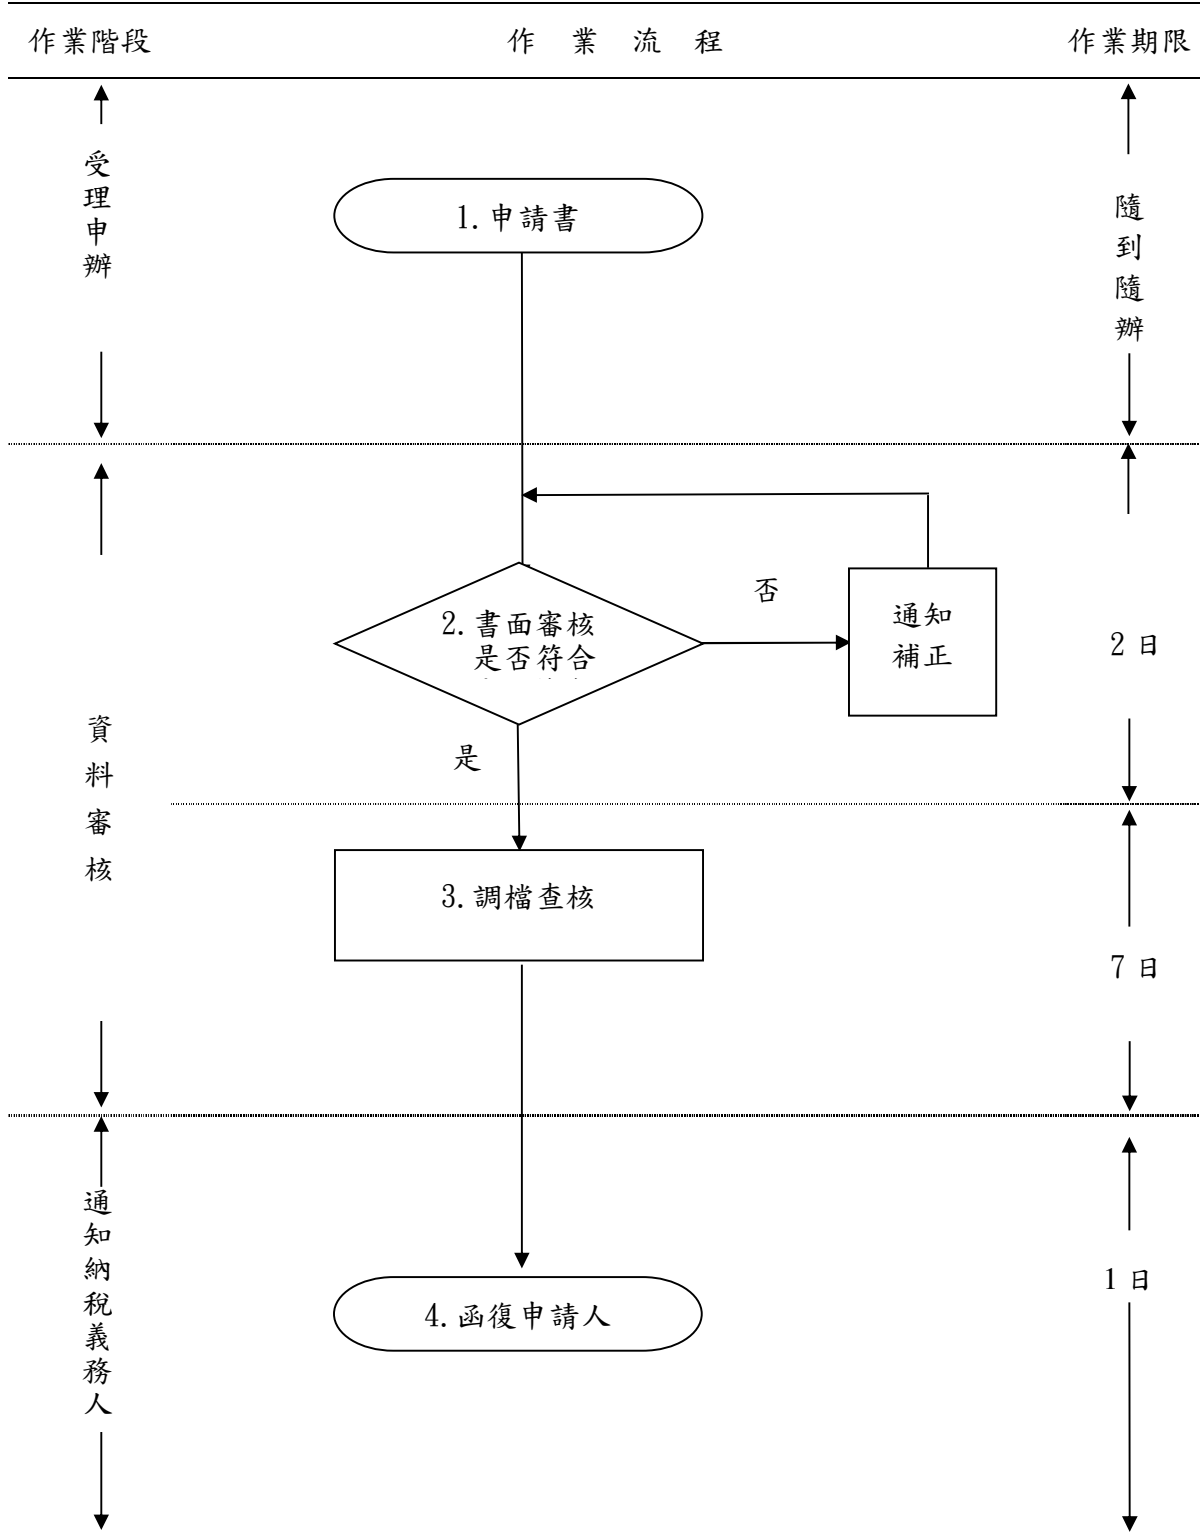 作業階段
作業流程
作業期限
受理申辦
1.申請書
隨到隨辦
資料審核
2.書面審核
是否符合
否
通知
補正
2日
是
3.調檔查核
7日
通知納稅義務人
4.函復申請人
1日